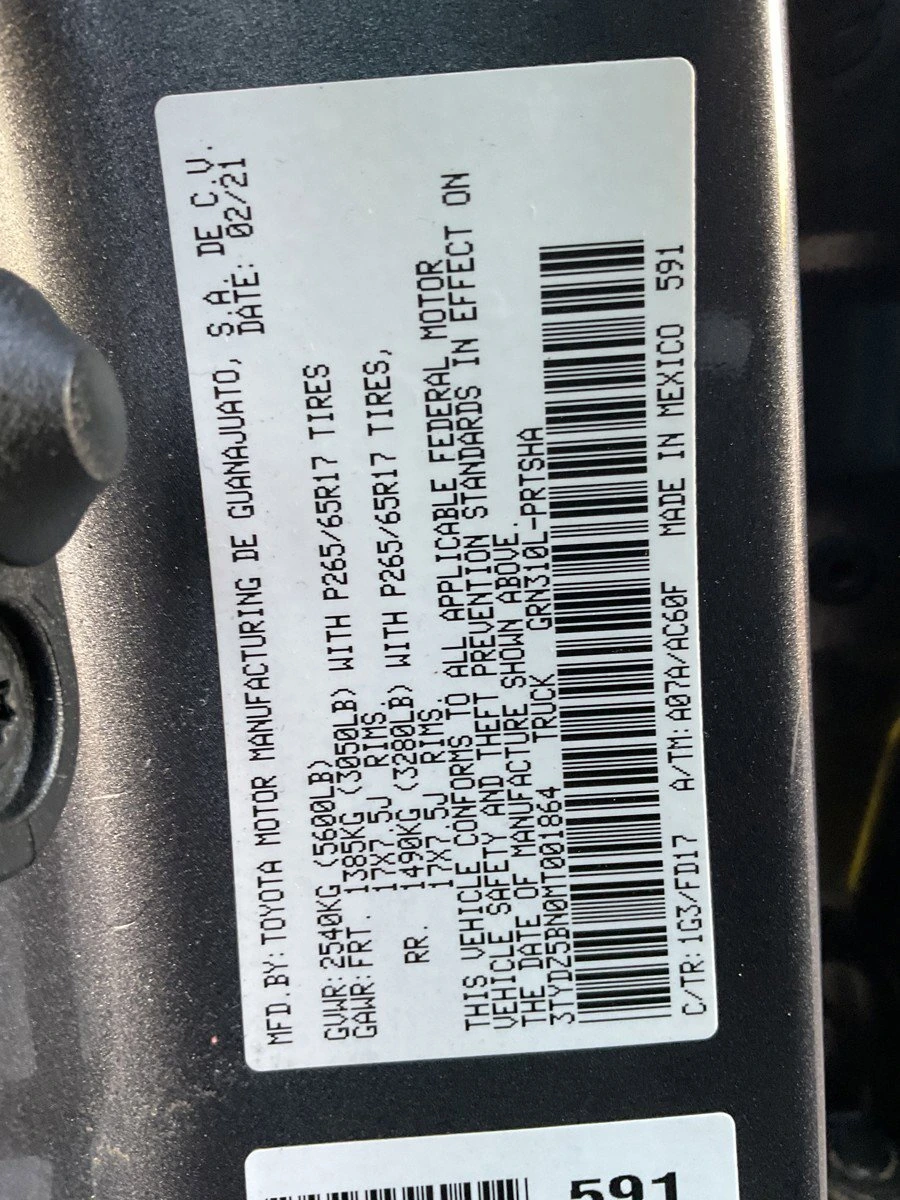 MFD.BY:TOYOTA MOTOR MANUFACTURING DE GUANAJUATO, S.A. DE C.V.
DATE: 02/21
GVWR:2540KG (5600LB)
GAWR:FRT. 1385KG (3050LB) WITH P265/65R17 TIRES
17X7.5J RIMS.
RR. 1490KG (3280LB) WITH P265/65R17 TIRES,
17X7.5J RIMS
THIS VEHICLE CONFORMS TO ALL APPLICABLE FEDERAL MOTOR
VEHICLE SAFETY AND THEFT PREVENTION STANDARDS IN EFFECT ON
THE DATE OF MANUFACTURE SHOWN ABOVE.
3TYDZ5BN0MT001864 TRUCK GRN310L-PRTSHA
C/TR:1G3/FD17 A/TM:A07A/AC60F MADE IN MEXICO 591
591